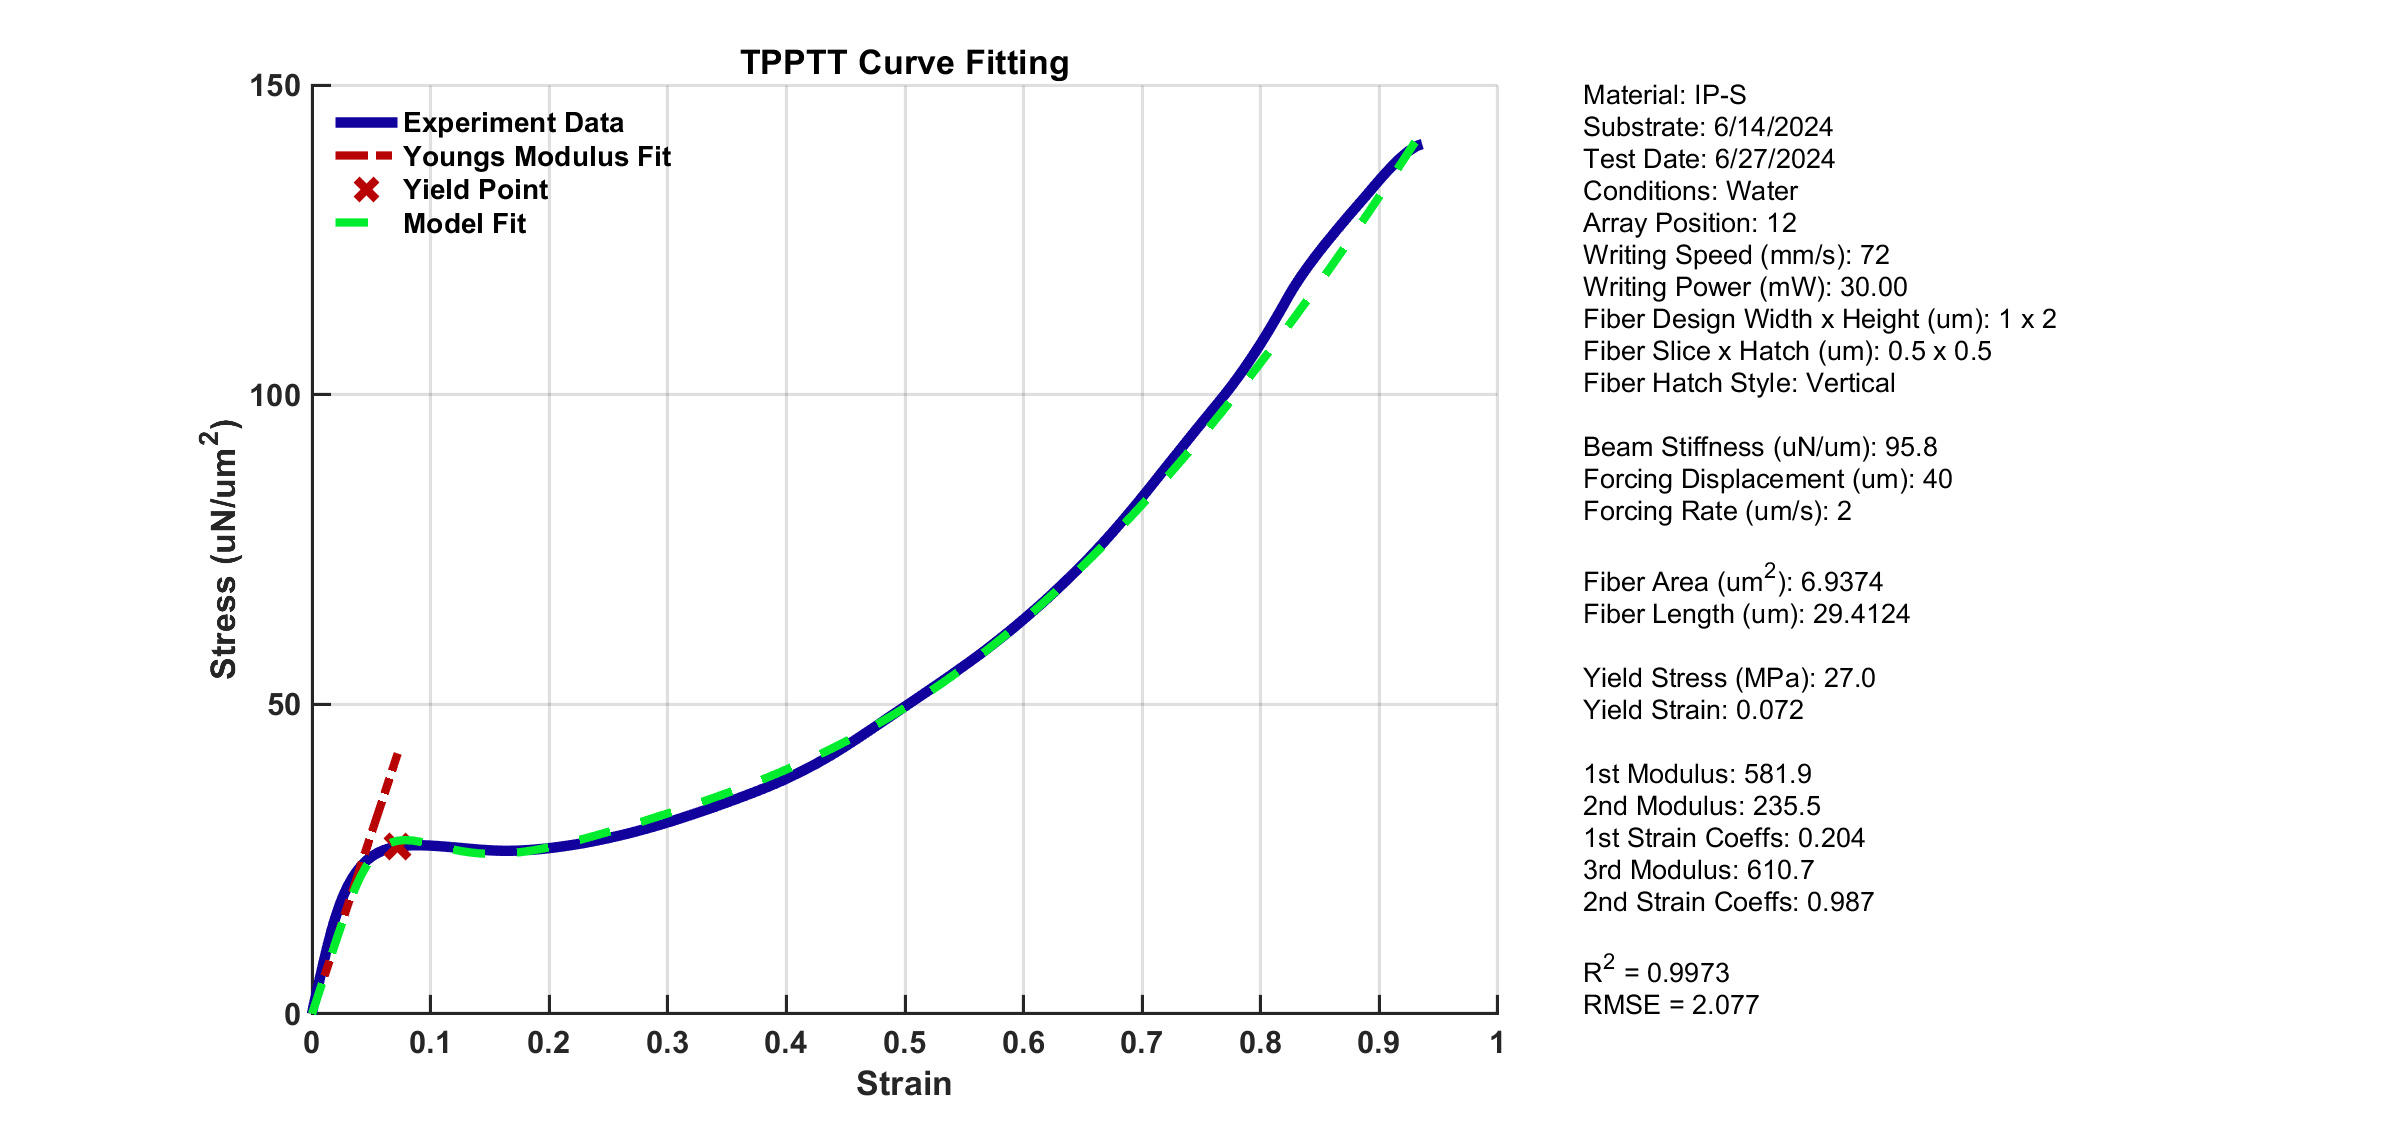 TPPTT Curve Fitting
150
100
50
0
Stress (uN/um²)
Experiment Data
Youngs Modulus Fit
Yield Point
Model Fit
0 0.1 0.2 0.3 0.4 0.5 0.6 0.7 0.8 0.9 1
Strain
Material: IP-S
Substrate: 6/14/2024
Test Date: 6/27/2024
Conditions: Water
Array Position: 12
Writing Speed (mm/s): 72
Writing Power (mW): 30.00
Fiber Design Width x Height (um): 1 x 2
Fiber Slice x Hatch (um): 0.5 x 0.5
Fiber Hatch Style: Vertical
Beam Stiffness (uN/um): 95.8
Forcing Displacement (um): 40
Forcing Rate (um/s): 2
Fiber Area (um²): 6.9374
Fiber Length (um): 29.4124
Yield Stress (MPa): 27.0
Yield Strain: 0.072
1st Modulus: 581.9
2nd Modulus: 235.5
1st Strain Coeffs: 0.204
3rd Modulus: 610.7
2nd Strain Coeffs: 0.987
R² = 0.9973
RMSE = 2.077